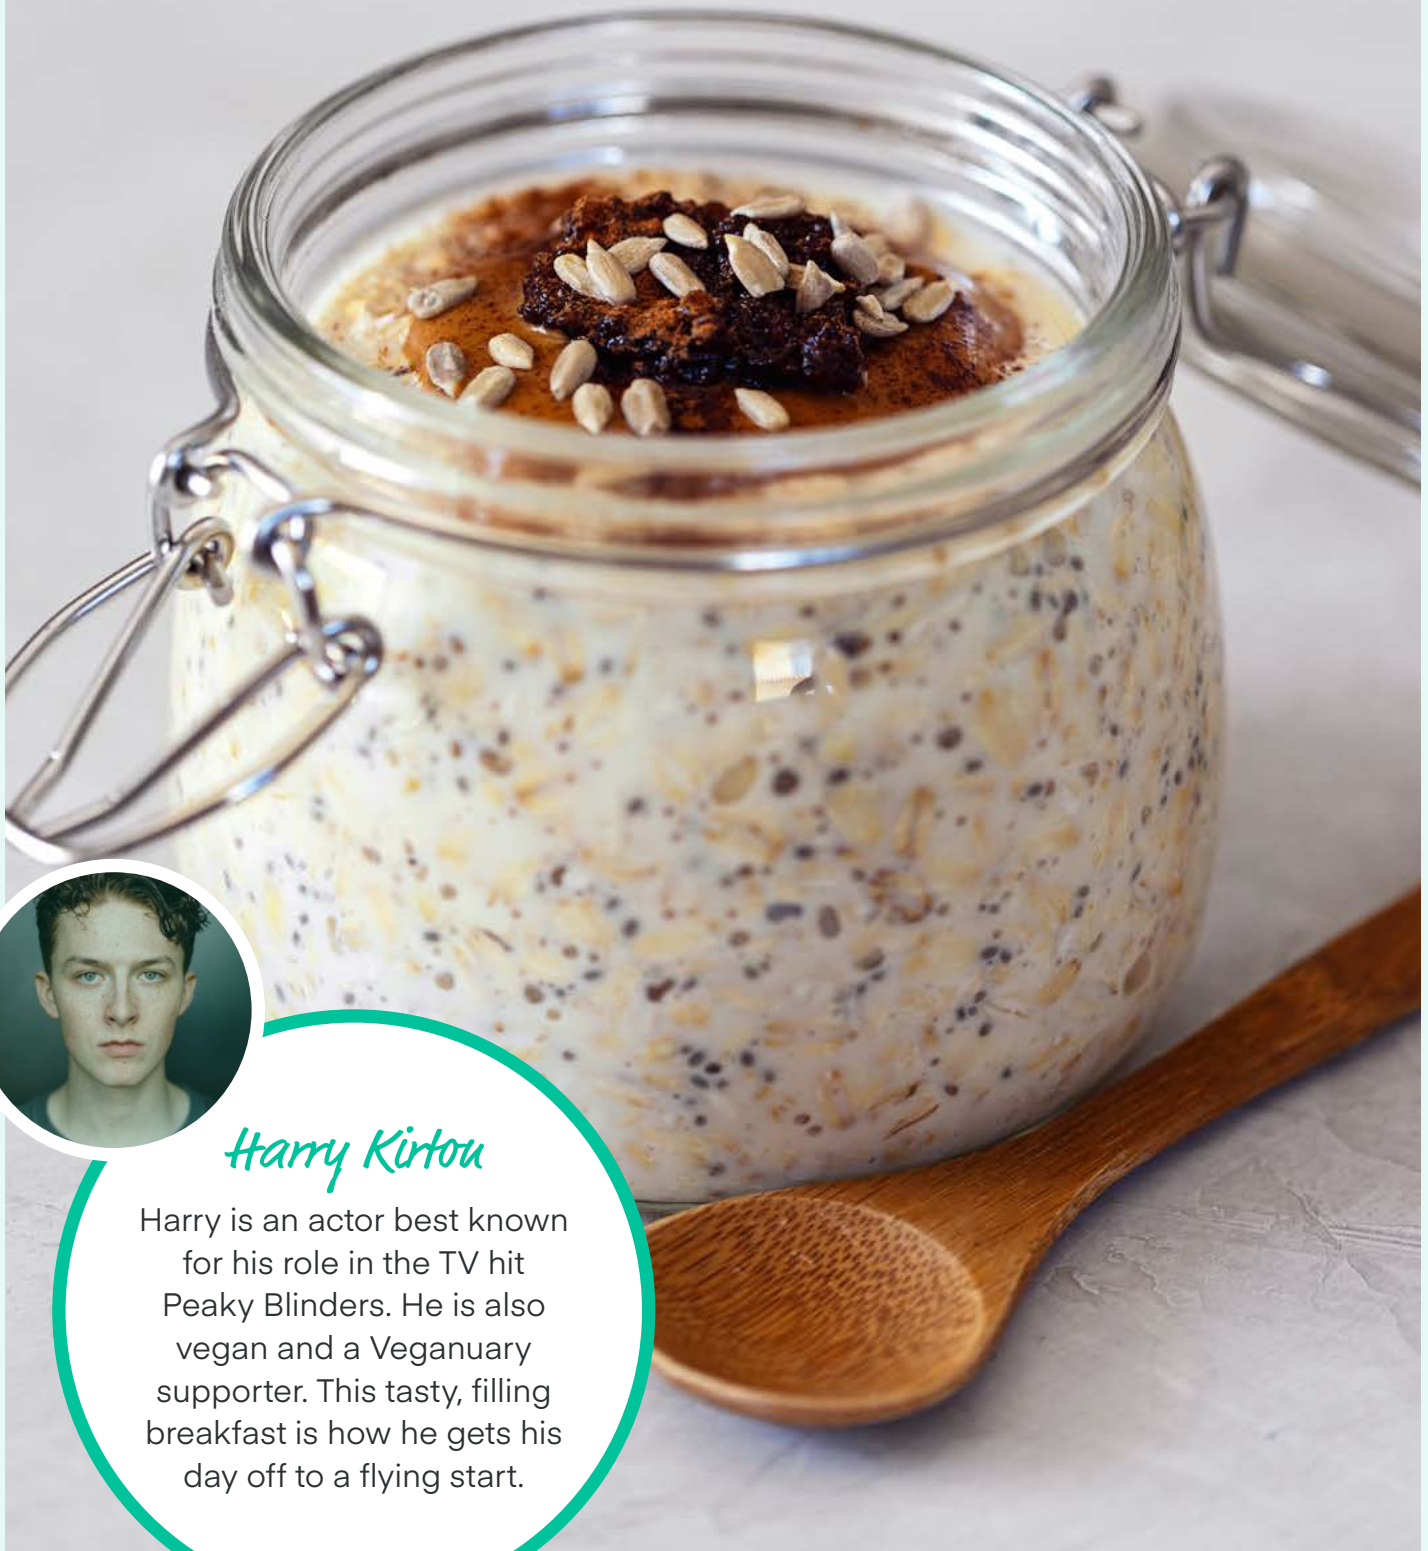 Harry Kirton
Harry is an actor best known
for his role in the TV hit
Peaky Blinders. He is also
vegan and a Veganuary
supporter. This tasty, filling
breakfast is how he gets his
day off to a flying start.